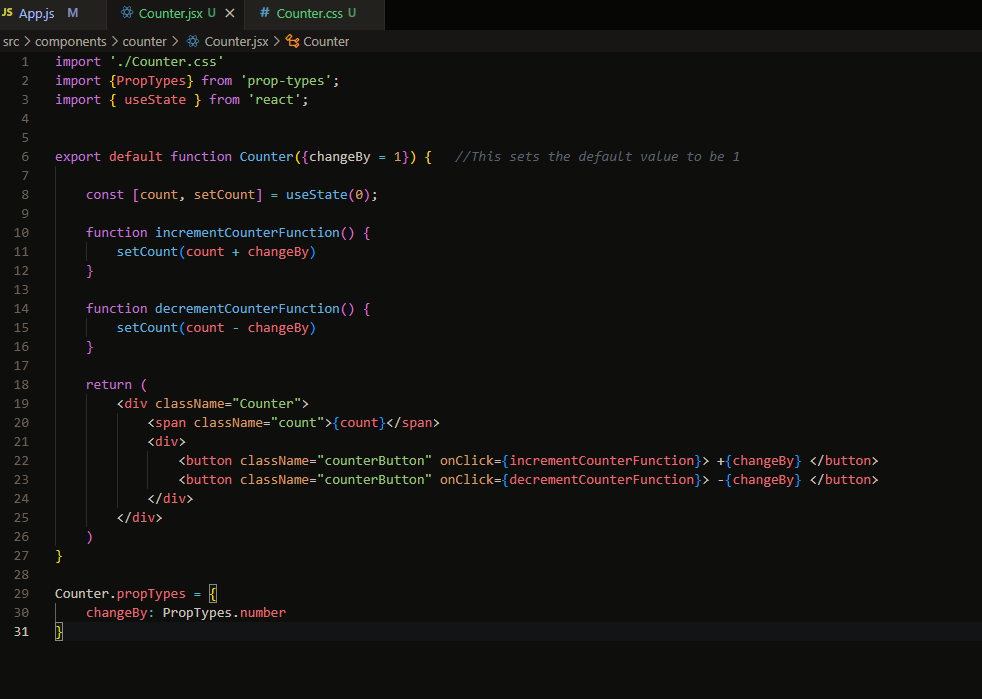 JS App.js M Counter.jsx U × # Counter.css U
src > components > counter > Counter.jsx > Counter
1 import './Counter.css'
2 import {PropTypes} from 'prop-types';
3 import { useState } from 'react';
4
5
6 export default function Counter({changeBy = 1}) { //This sets the default value to be 1
7
8 const [count, setCount] = useState(0);
9
10 function incrementCounterFunction() {
11 setCount(count + changeBy)
12 }
13
14 function decrementCounterFunction() {
15 setCount(count - changeBy)
16 }
17
18 return (
19 <div className="Counter">
20 <span className="count">{count}</span>
21 <div>
22 <button className="counterButton" onClick={incrementCounterFunction}> +{changeBy} </button>
23 <button className="counterButton" onClick={decrementCounterFunction}> -{changeBy} </button>
24 </div>
25 </div>
26 )
27 }
28
29 Counter.propTypes = {
30 changeBy: PropTypes.number
31 }